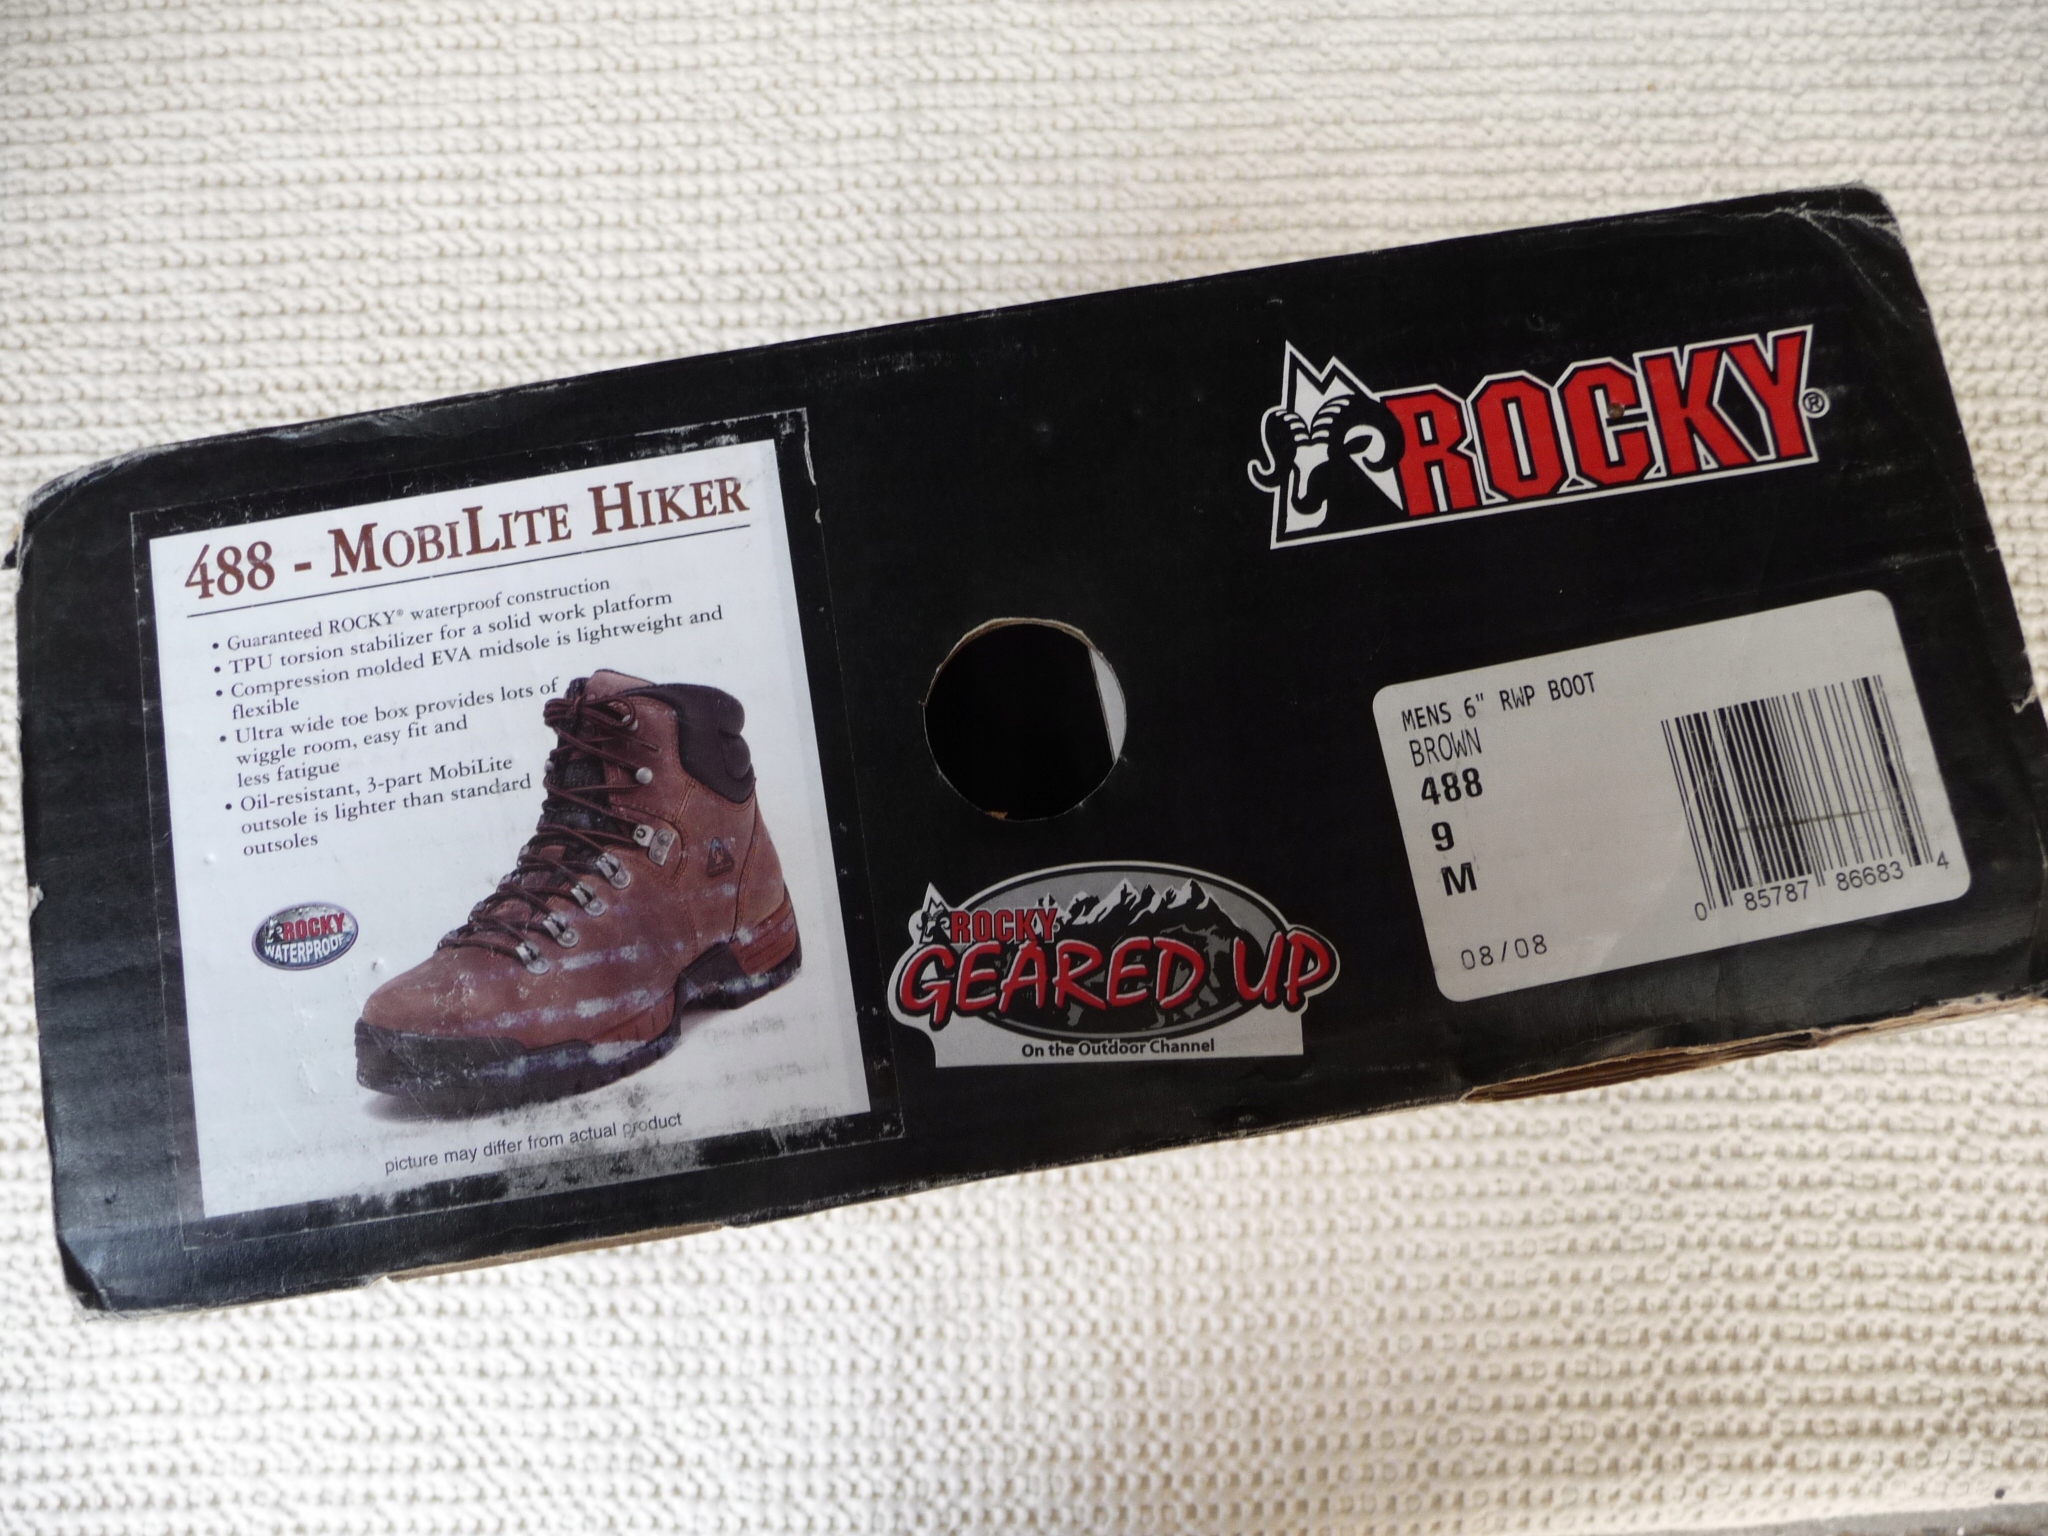 488 - MOBILITE HIKER
• Guaranteed ROCKY® waterproof construction
• TPU torsion stabilizer for a solid work platform
• Compression molded EVA midsole is lightweight and
flexible
• Ultra wide toe box provides lots of
wiggle room, easy fit and
less fatigue
• Oil-resistant, 3-part MobiLite
outsole is lighter than standard
outsoles
ROCKY
WATERPROOF
picture may differ from actual product
ROCKY®
ROCKY
GEARED UP
On the Outdoor Channel
MENS 6" RWP BOOT
BROWN
488
9
M
08/08
0 85787 86683 4